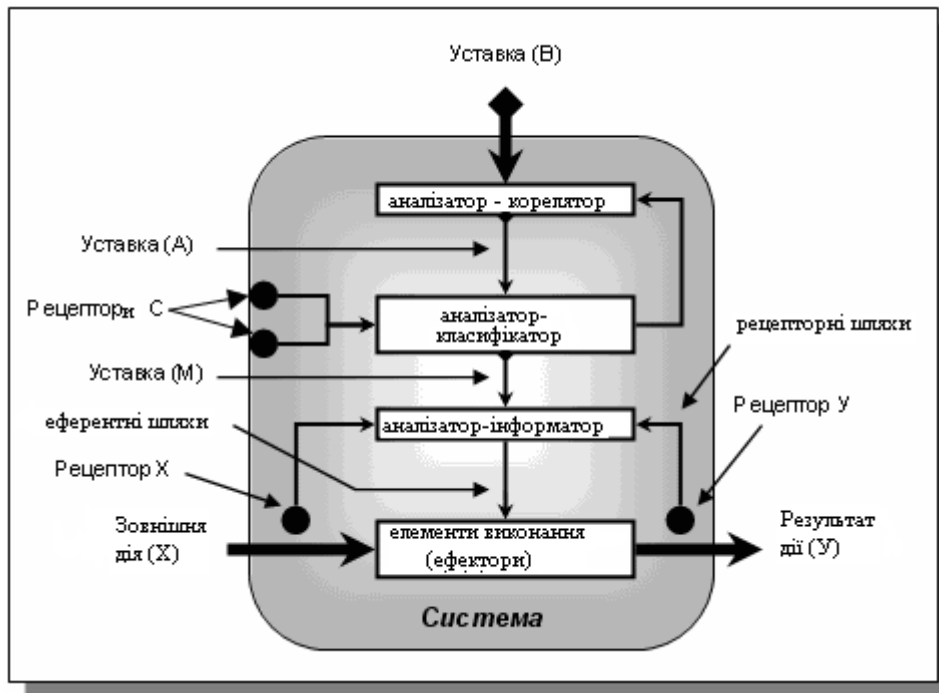 Уставка (В)
аналізатор - корелятор
Уставка (А)
Рецептори С
аналізатор-
класифікатор
рецепторні шляхи
Уставка (М)
Рецептор У
еферентні шляхи
аналізатор-інформатор
Рецептор Х
Зовнішня
дія (Х)
елементи виконання
(ефектори)
Результат
дії (У)
Система